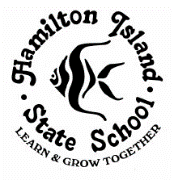 Hamilton Island
State School
LEARN & GROW TOGETHER